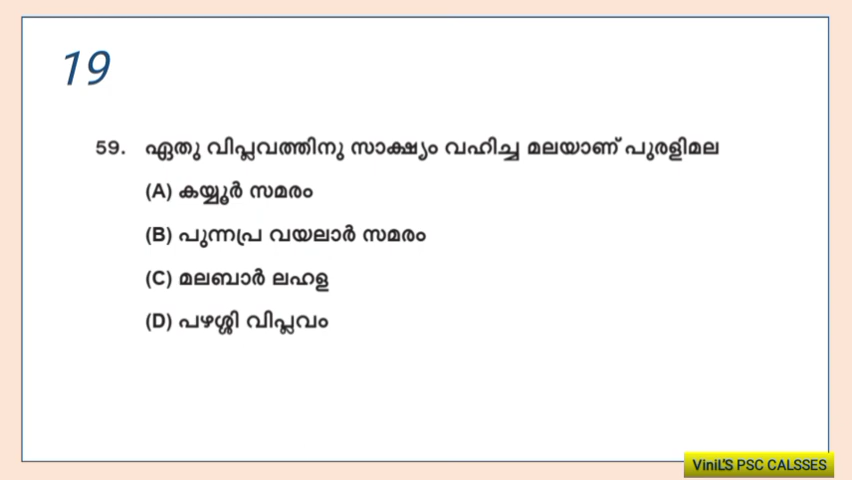 19
59. ഏതു വിപ്ലവത്തിനു സാക്ഷ്യം വഹിച്ച മലയാണ് പുരളിമല
(A) കയ്യൂർ സമരം
(B) പുന്നപ്ര വയലാർ സമരം
(C) മലബാർ ലഹള
(D) പഴശ്ശി വിപ്ലവം
ViniL'S PSC CALSSES